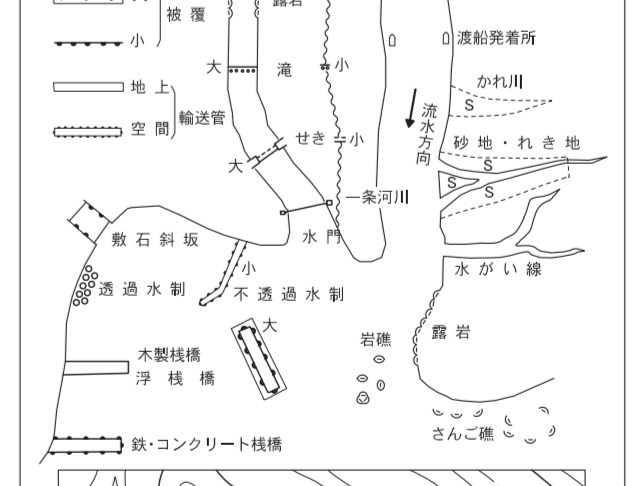 被覆
小
露岩
大
滝
小
渡船発着所
地上
空間
輸送管
かれ川
S
流水方向
せき
小
大
砂地・れき地
S
S
S
一条河川
敷石斜坂
水門
小
水がい線
透過水制
不透過水制
大
岩礁
露岩
木製桟橋
浮桟橋
さんご礁
鉄・コンクリート桟橋